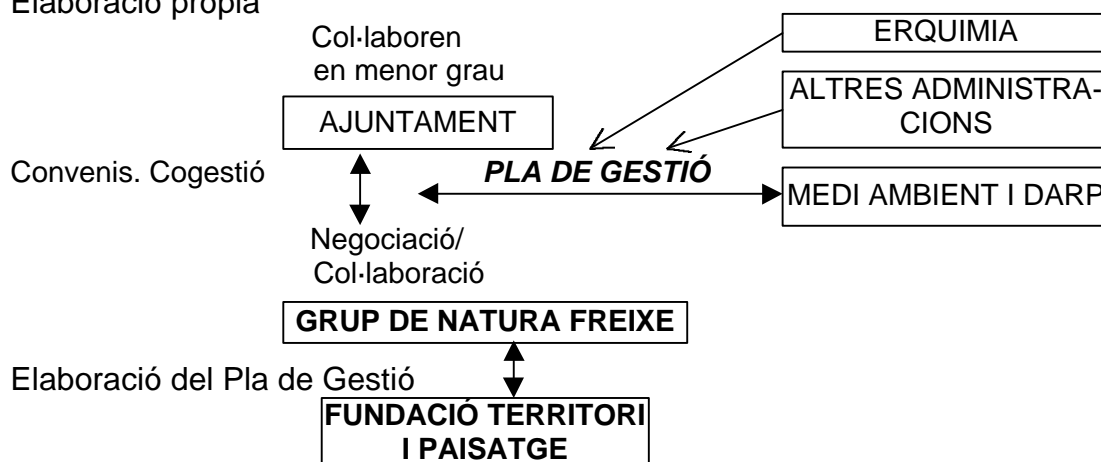 Elaboració pròpia
Col·laboren
en menor grau
ERQUIMIA
AJUNTAMENT
ALTRES ADMINISTRA-
CIONS
Convenis. Cogestió
PLA DE GESTIÓ
MEDI AMBIENT I DARP
Negociació/
Col·laboració
GRUP DE NATURA FREIXE
Elaboració del Pla de Gestió
FUNDACIÓ TERRITORI
I PAISATGE